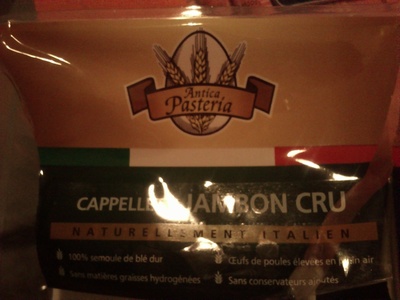 Antica
Pasteria
JAMBON CRU
NATURELLEMENT ITALIEN
100% semoule de blé dur
Œufs de poules élevées en plein air
Sans matières grasses hydrogénées
Sans conservateurs ajoutés